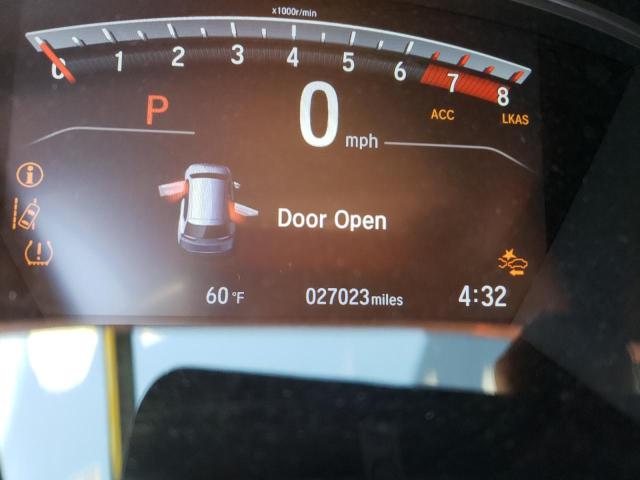 x1000r/min
0 1 2 3 4 5 6 7 8
P 0 mph ACC LKAS
Door Open
60°F 027023 miles 4:32